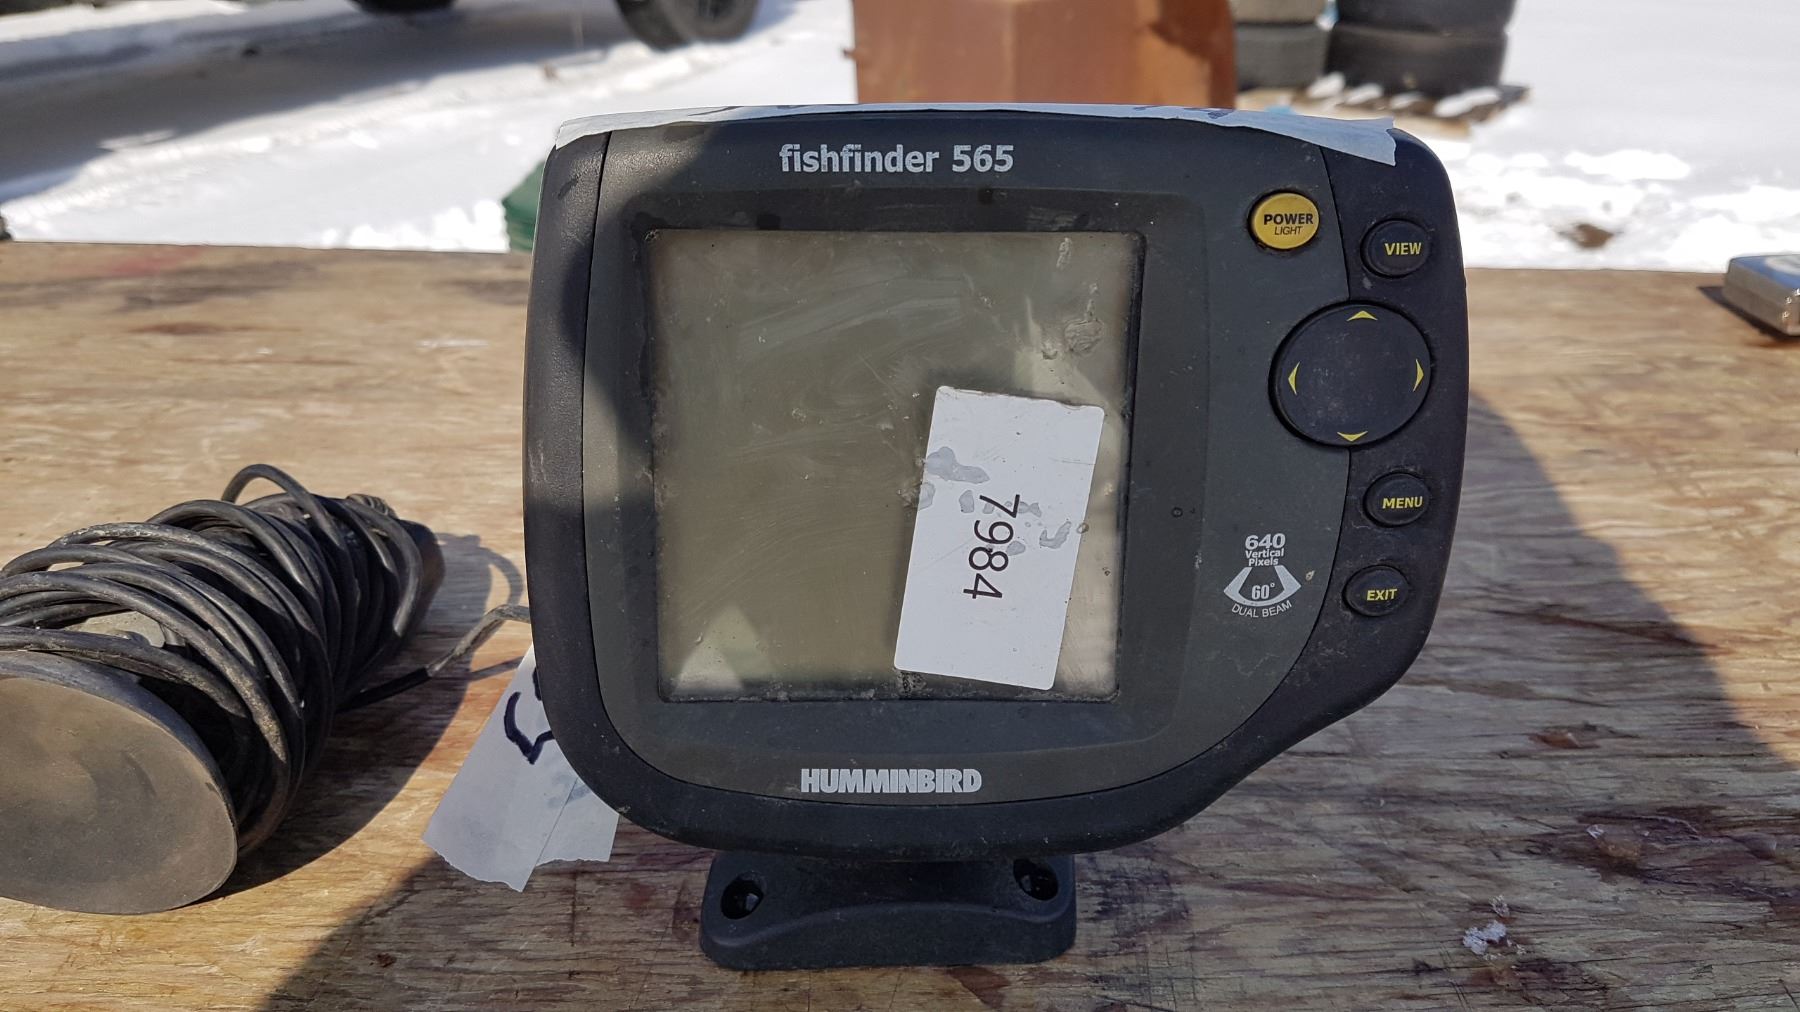 fishfinder 565
POWER
LIGHT
VIEW
7984
MENU
640
Vertical
Pixels
60°
DUAL BEAM
EXIT
HUMMINBIRD